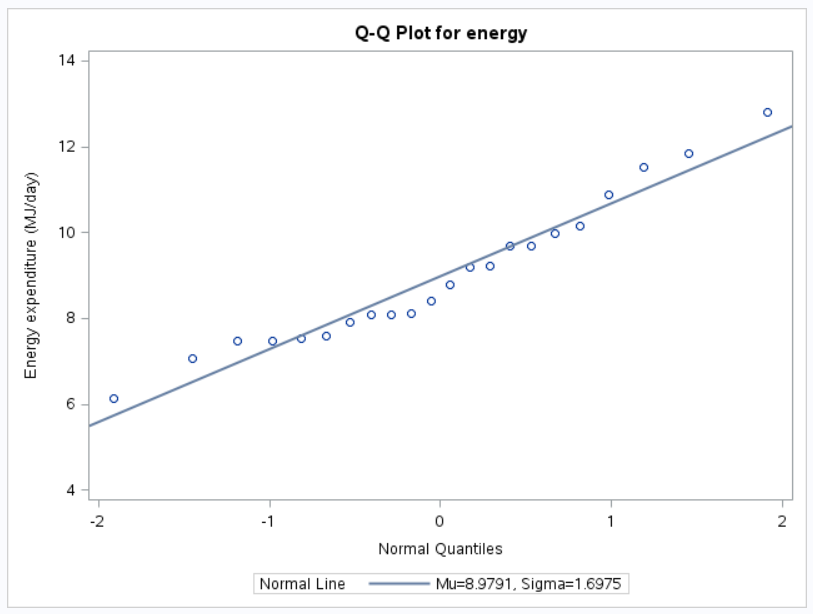 Q-Q Plot for energy
Energy expenditure (MJ/day)
14
12
10
8
6
4
-2
-1
0
1
2
Normal Quantiles
Normal Line Mu=8.9791, Sigma=1.6975